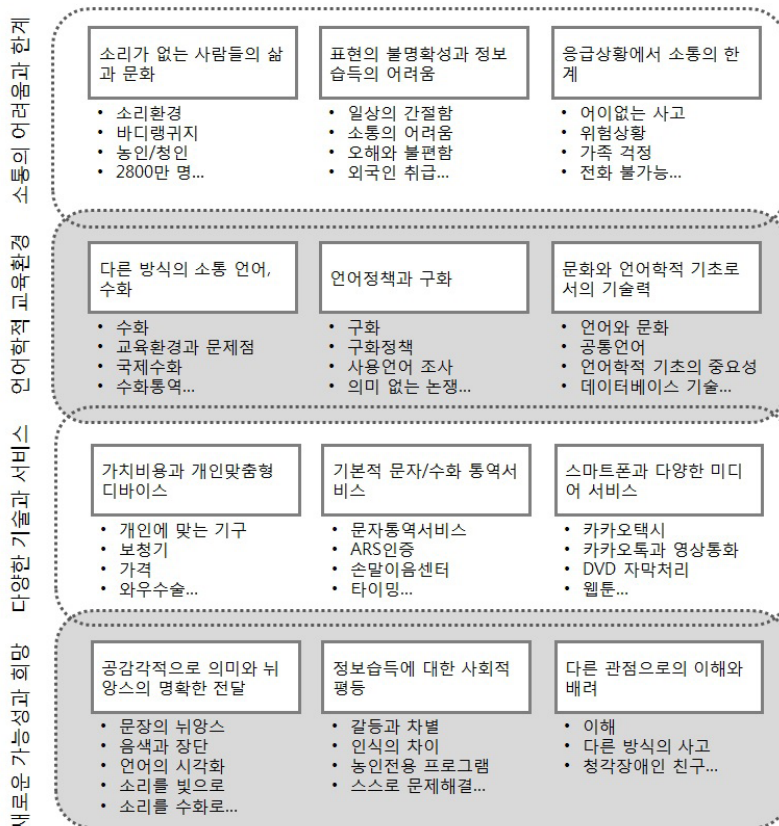 소통의 어려움과 한계
소리가 없는 사람들의 삶
과 문화
• 소리환경
• 바디랭귀지
• 농인/청인
• 2800만 명...
표현의 불명확성과 정보
습득의 어려움
• 일상의 간절함
• 소통의 어려움
• 오해와 불편함
• 외국인 취급...
응급상황에서 소통의 한
계
• 어이없는 사고
• 위험상황
• 가족 걱정
• 전화 불가능...
언어학적 교육환경
다른 방식의 소통 언어,
수화
• 수화
• 교육환경과 문제점
• 국제수화
• 수화통역...
언어정책과 구화
• 구화
• 구화정책
• 사용언어 조사
• 의미 없는 논쟁...
문화와 언어학적 기초로
서의 기술력
• 언어와 문화
• 공통언어
• 언어학적 기초의 중요성
• 데이터베이스 기술...
다양한 기술과 서비스
가치비용과 개인맞춤형
디바이스
• 개인에 맞는 기구
• 보청기
• 가격
• 와우수술...
기본적 문자/수화 통역서
비스
• 문자통역서비스
• ARS인증
• 손말이음센터
• 타이밍...
스마트폰과 다양한 미디
어 서비스
• 카카오택시
• 카카오톡과 영상통화
• DVD 자막처리
• 웹툰...
새로운 가능성과 희망
공감각적으로 의미와 뉘
앙스의 명확한 전달
• 문장의 뉘앙스
• 음색과 장단
• 언어의 시각화
• 소리를 빛으로
• 소리를 수화로...
정보습득에 대한 사회적
평등
• 갈등과 차별
• 인식의 차이
• 농인전용 프로그램
• 스스로 문제해결...
다른 관점으로의 이해와
배려
• 이해
• 다른 방식의 사고
• 청각장애인 친구...